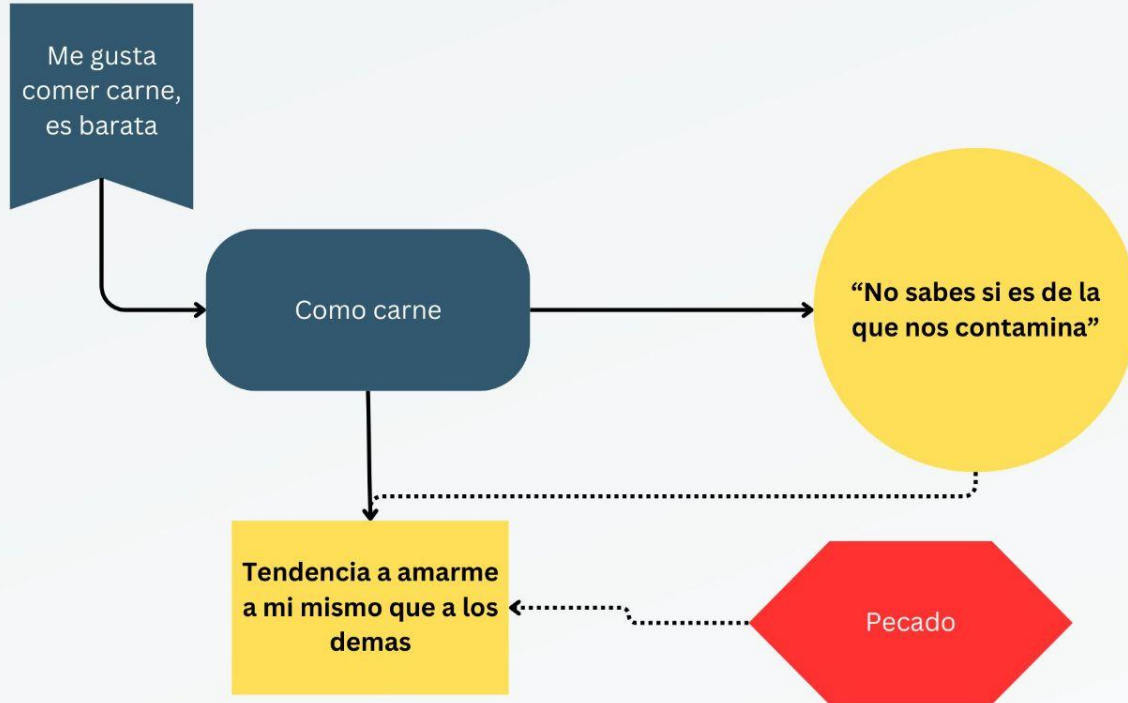 Me gusta
comer carne,
es barata
Como carne
“No sabes si es de la
que nos contamina”
Tendencia a amarme
a mi mismo que a los
demas
Pecado